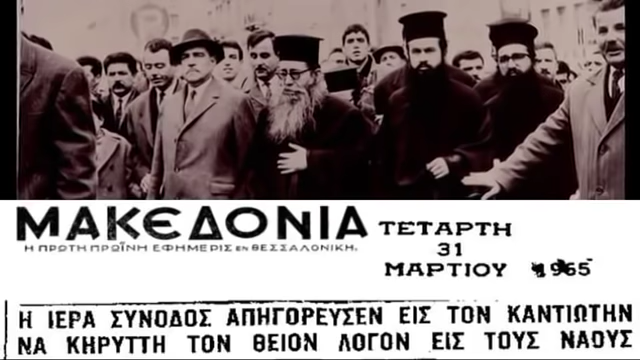 ΜΑΚΕΔΟΝΙΑ
Η ΠΡΩΤΗ ΠΡΩΪΝΗ ΕΦΗΜΕΡΙΣ ΕΝ ΘΕΣΣΑΛΟΝΙΚΗ.
ΤΕΤΑΡΤΗ
31
ΜΑΡΤΙΟΥ 1965
Η ΙΕΡΑ ΣΥΝΟΔΟΣ ΑΠΗΓΟΡΕΥΣΕΝ ΕΙΣ ΤΟΝ ΚΑΝΤΙΩΤΗΝ
ΝΑ ΚΗΡΥΤΤΗ ΤΟΝ ΘΕΙΟΝ ΛΟΓΟΝ ΕΙΣ ΤΟΥΣ ΝΑΟΥΣ